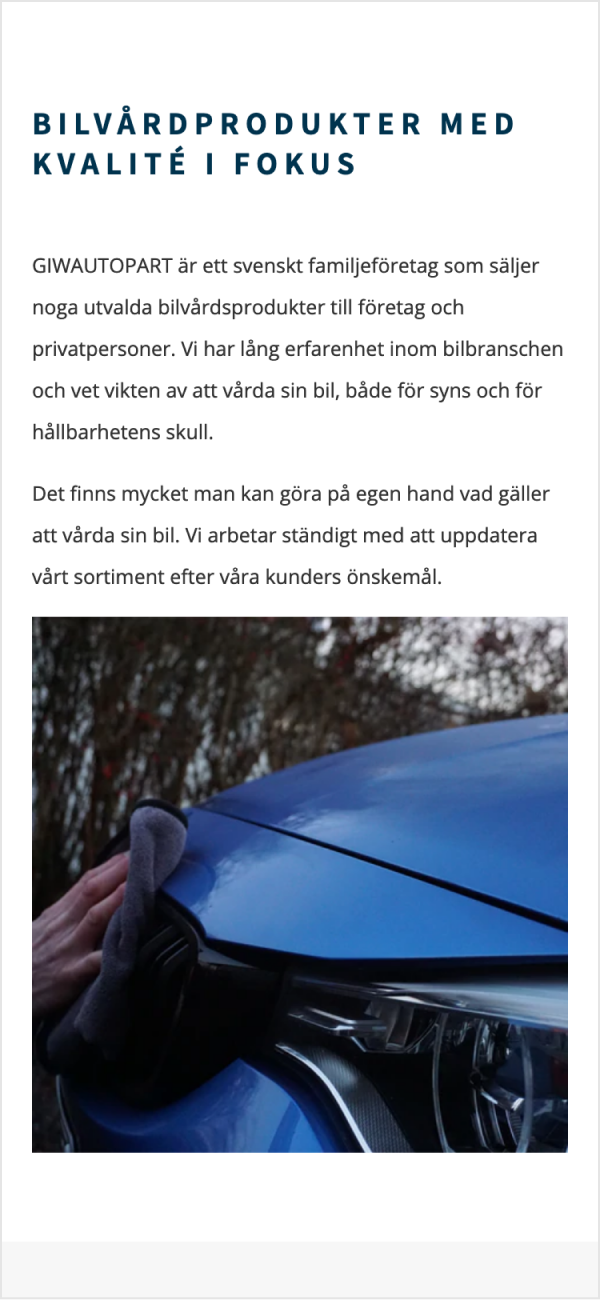 BILVÅRDPRODUKTER MED
KVALITÉ I FOKUS
GIWAUTOPART är ett svenskt familjeföretag som säljer
noga utvalda bilvårdsprodukter till företag och
privatpersoner. Vi har lång erfarenhet inom bilbranschen
och vet vikten av att vårda sin bil, både för syns och för
hållbarhetens skull.
Det finns mycket man kan göra på egen hand vad gäller
att vårda sin bil. Vi arbetar ständigt med att uppdatera
vårt sortiment efter våra kunders önskemål.